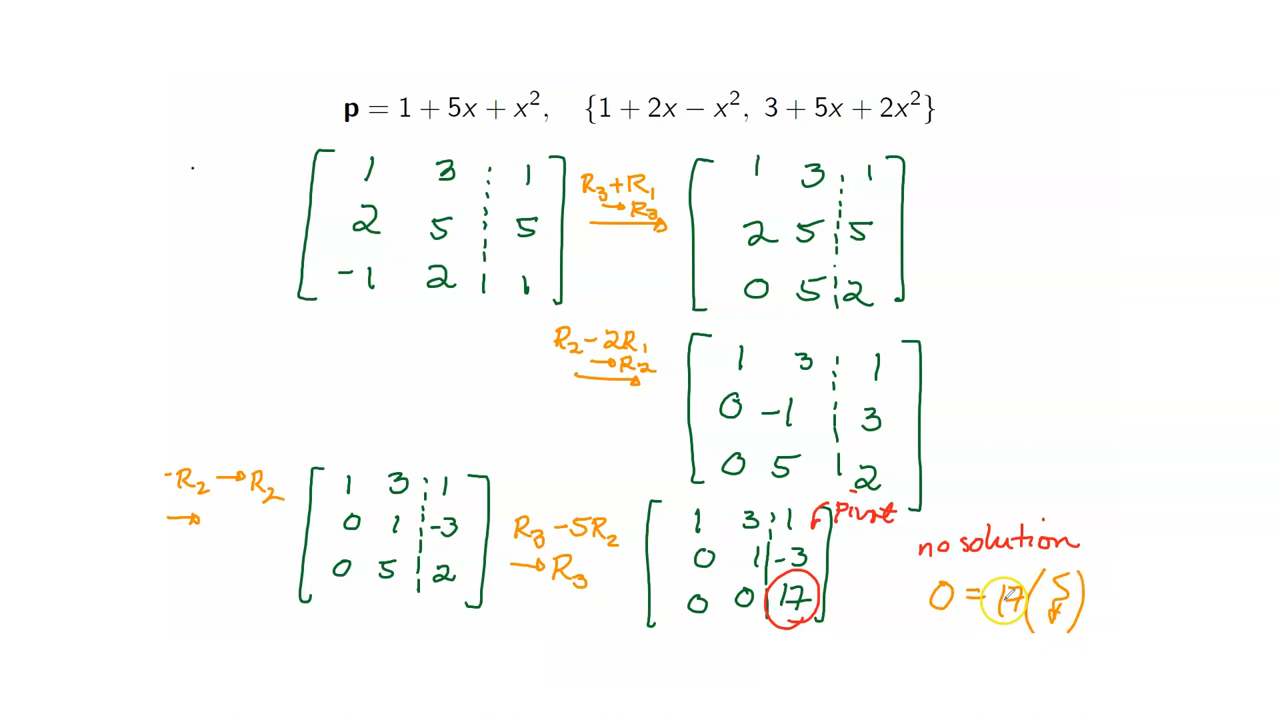 p = 1 + 5x + x², {1 + 2x − x², 3 + 5x + 2x²}
1 3 1
2 5 5
-1 2 1
R₃+R₁
→R₃
1 3 1
2 5 5
0 5 2
R₂-2R₁
→R₂
1 3 1
0 -1 3
0 5 2
-R₂→R₂
1 3 1
0 1 -3
0 5 2
R₃-5R₂
→R₃
1 3 1
0 1 -3
0 0 17
Pivot
no solution
0 = 17